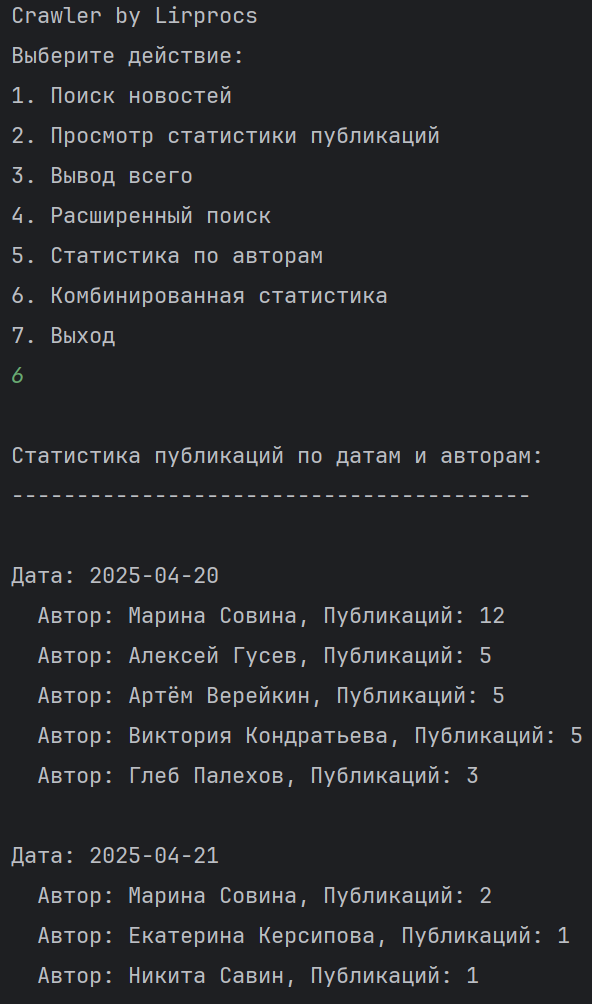 Crawler by Lirprocs
Выберите действие:
1. Поиск новостей
2. Просмотр статистики публикаций
3. Вывод всего
4. Расширенный поиск
5. Статистика по авторам
6. Комбинированная статистика
7. Выход
6
Статистика публикаций по датам и авторам:
----------------------------------------
Дата: 2025-04-20
Автор: Марина Совина, Публикаций: 12
Автор: Алексей Гусев, Публикаций: 5
Автор: Артём Верейкин, Публикаций: 5
Автор: Виктория Кондратьева, Публикаций: 5
Автор: Глеб Палехов, Публикаций: 3
Дата: 2025-04-21
Автор: Марина Совина, Публикаций: 2
Автор: Екатерина Керсипова, Публикаций: 1
Автор: Никита Савин, Публикаций: 1